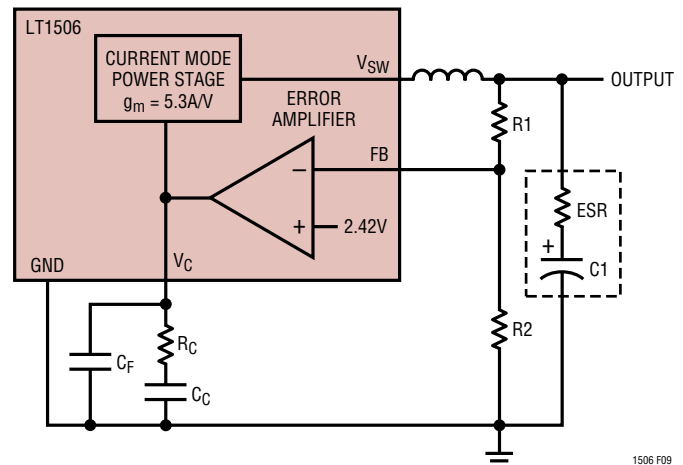 LT1506
CURRENT MODE
POWER STAGE
gm = 5.3A/V
VSW
OUTPUT
ERROR
AMPLIFIER
R1
FB
–
+
2.42V
ESR
+
C1
GND
VC
R2
RC
CF
CC
1506 F09